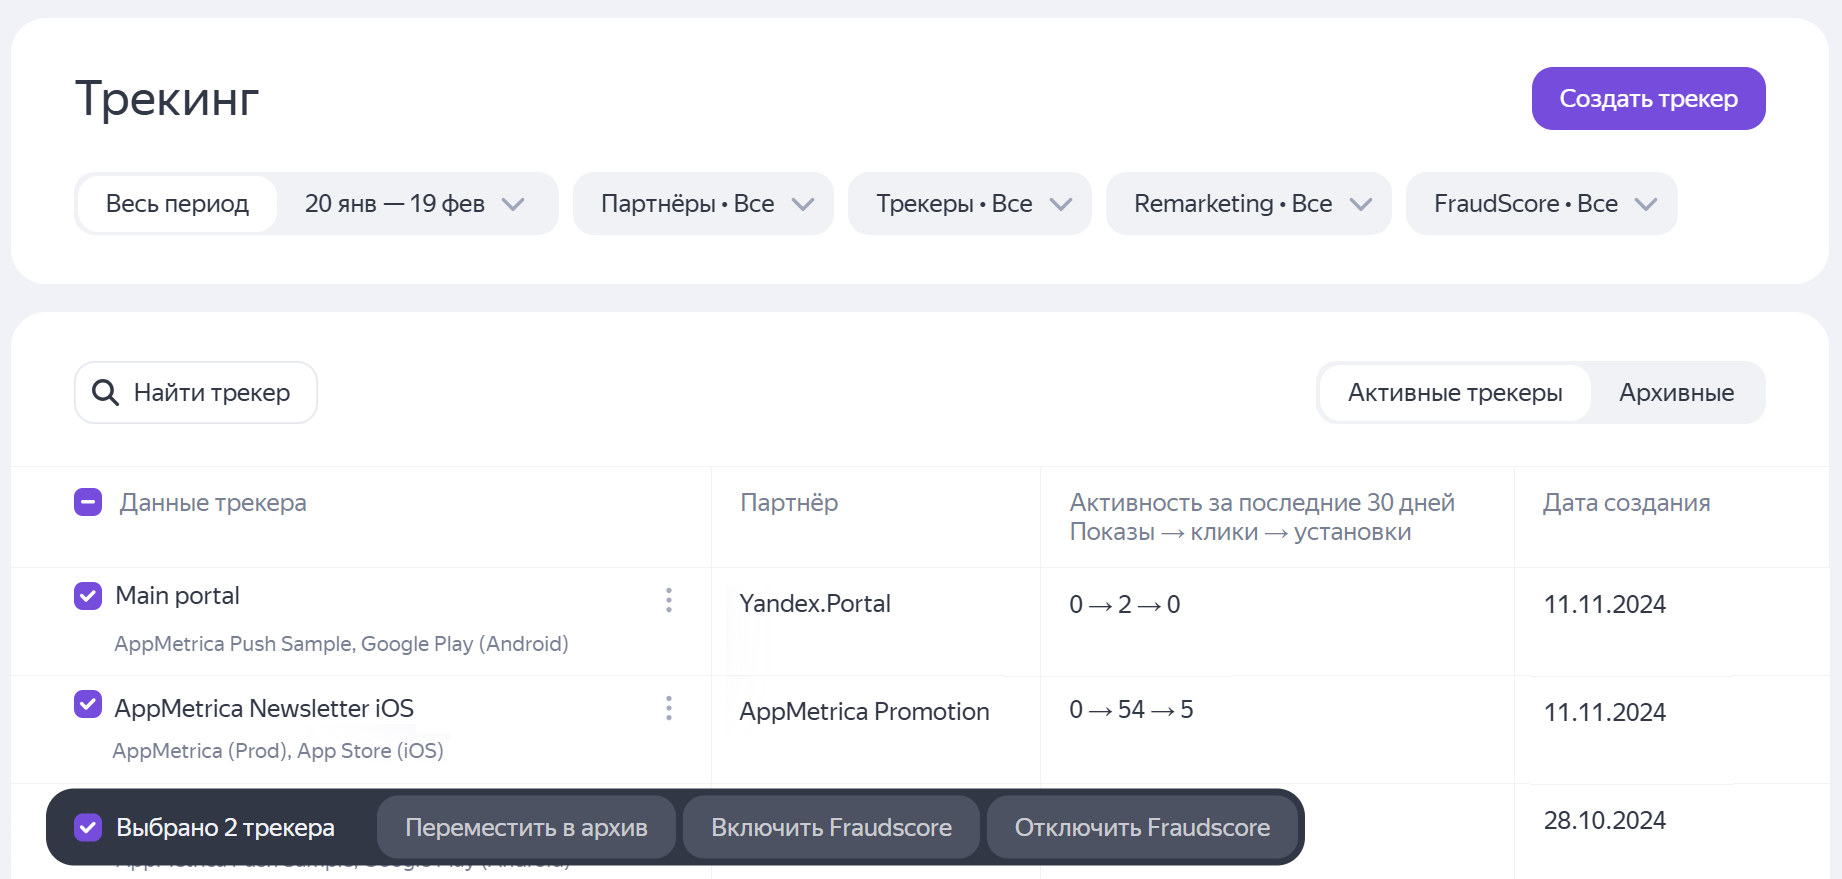 Трекинг
Создать трекер
Весь период
20 янв — 19 фев
Партнёры • Все
Трекеры • Все
Remarketing • Все
FraudScore • Все
Найти трекер
Активные трекеры
Архивные
Данные трекера
Партнёр
Активность за последние 30 дней
Показы → клики → установки
Дата создания
Main portal
Yandex.Portal
0 → 2 → 0
11.11.2024
AppMetrica Push Sample, Google Play (Android)
AppMetrica Newsletter iOS
AppMetrica Promotion
0 → 54 → 5
11.11.2024
AppMetrica (Prod), App Store (iOS)
Выбрано 2 трекера
Переместить в архив
Включить Fraudscore
Отключить Fraudscore
28.10.2024